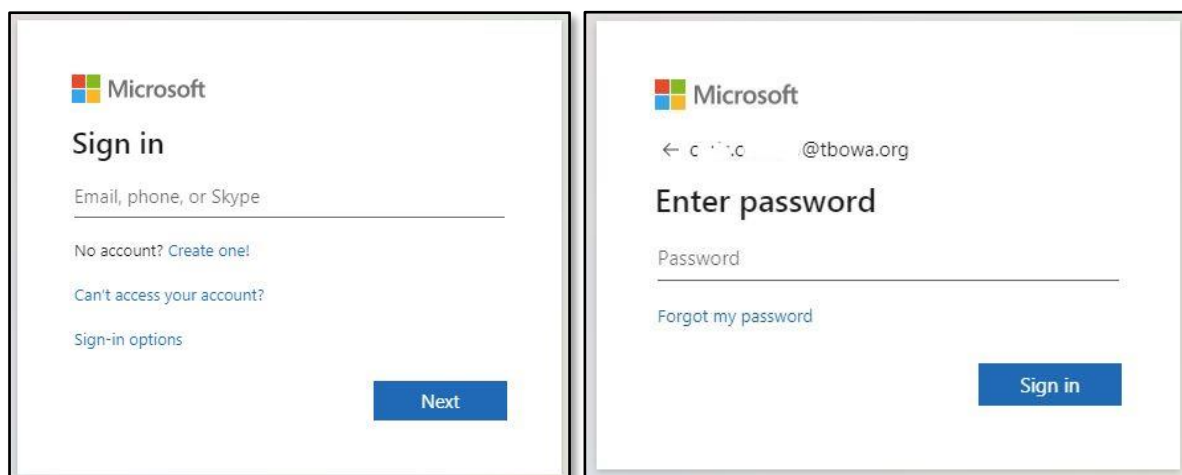 Microsoft
Sign in
Email, phone, or Skype
No account? Create one!
Can't access your account?
Sign-in options
Next
Microsoft
← @tbowa.org
Enter password
Password
Forgot my password
Sign in